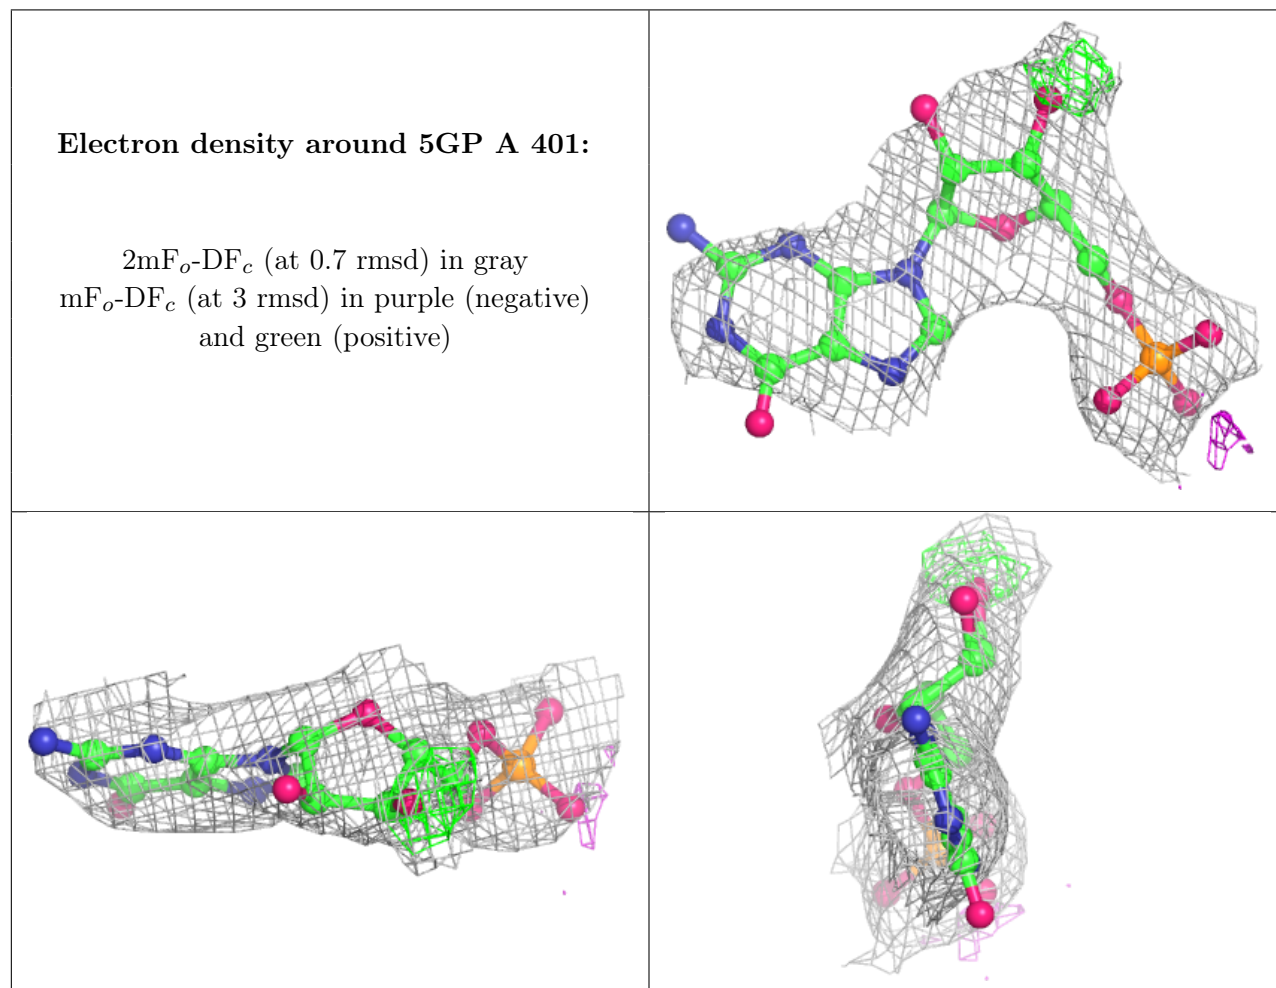 Electron density around 5GP A 401:
2mFo-DFc (at 0.7 rmsd) in gray
mFo-DFc (at 3 rmsd) in purple (negative)
and green (positive)